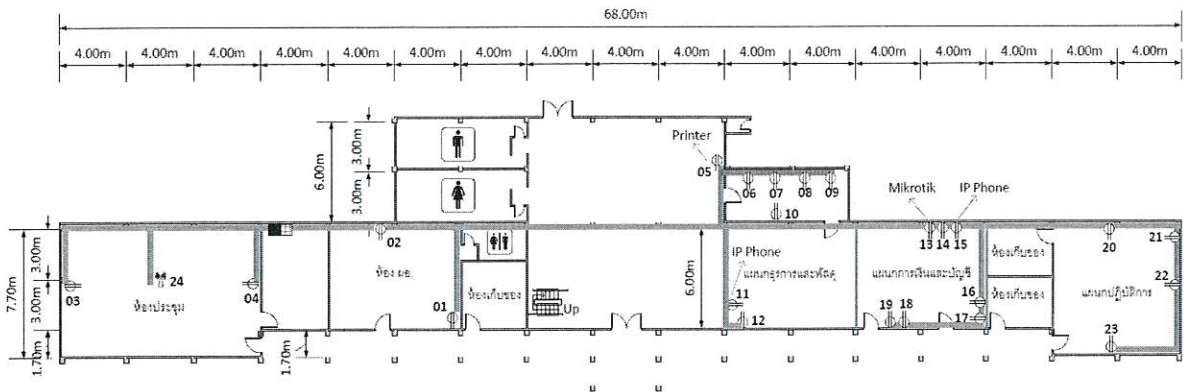 68.00m
4.00m 4.00m 4.00m 4.00m 4.00m 4.00m 4.00m 4.00m 4.00m 4.00m 4.00m 4.00m 4.00m 4.00m 4.00m 4.00m 4.00m
6.00m
3.00m
3.00m
Printer
05
06 07 08 09
10
Mikrotik
IP Phone
7.70m
3.00m
3.00m
1.70m
02
13 14 15
20
21
24
03
04
ห้องประชุม
ห้อง ผอ.
01
ห้องเก็บของ
Up
6.00m
IP Phone
แผนกธุรการและพัสดุ
11
12
แผนกการเงินและบัญชี
16
17
19 18
ห้องเก็บของ
ห้องเก็บของ
แผนกปฏิบัติการ
22
23
1.70m